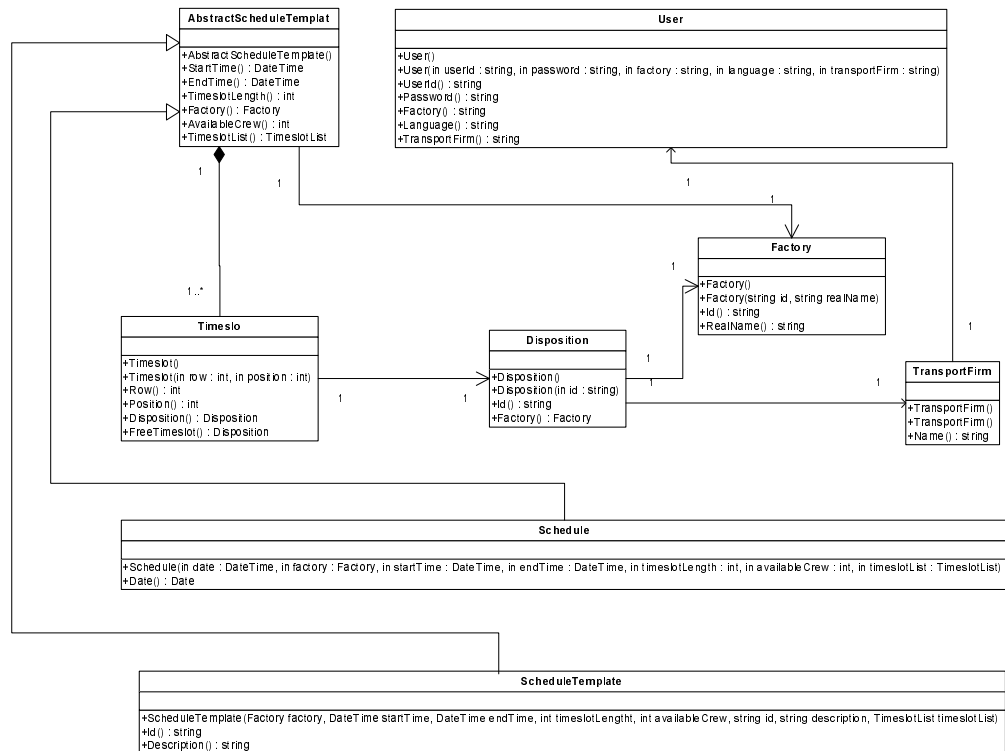 AbstractScheduleTemplat
+AbstractScheduleTemplate()
+StartTime() : DateTime
+EndTime() : DateTime
+TimeslotLength() : int
+Factory() : Factory
+AvailableCrew() : int
+TimeslotList() : TimeslotList
User
+User()
+User(in userId : string, in password : string, in factory : string, in language : string, in transportFirm : string)
+UserId() : string
+Password() : string
+Factory() : string
+Language() : string
+TransportFirm() : string
1
1
1
1
1..*
Factory
+Factory()
+Factory(string id, string realName)
+Id() : string
+RealName() : string
1
1
Timeslo
+Timeslot()
+Timeslot(in row : int, in position : int)
+Row() : int
+Position() : int
+Disposition() : Disposition
+FreeTimeslot() : Disposition
1
1
Disposition
+Disposition()
+Disposition(in id : string)
+Id() : string
+Factory() : Factory
1
1
1
TransportFirm
+TransportFirm()
+TransportFirm()
+Name() : string
Schedule
+Schedule(in date : DateTime, in factory : Factory, in startTime : DateTime, in endTime : DateTime, in timeslotLength : int, in availableCrew : int, in timeslotList : TimeslotList)
+Date() : Date
ScheduleTemplate
+ScheduleTemplate(Factory factory, DateTime startTime, DateTime endTime, int timeslotLenght, int availableCrew, string id, string description, TimeslotList timeslotList)
+Id() : string
+Description() : string